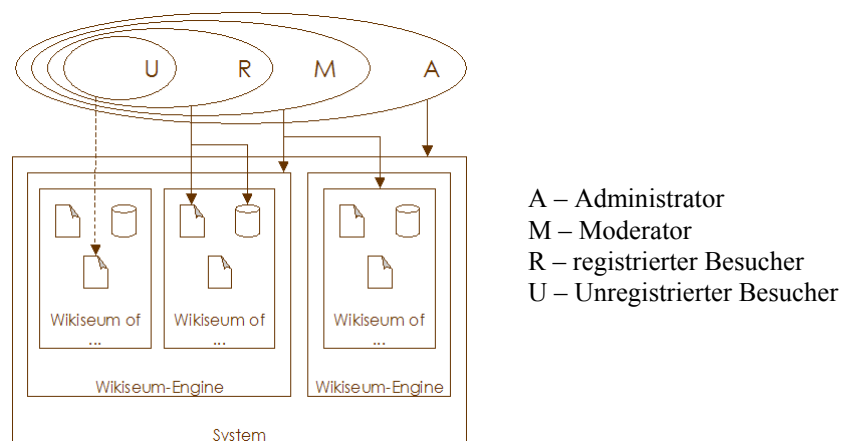 U R M A
A – Administrator
M – Moderator
R – registrierter Besucher
U – Unregistrierter Besucher
Wikiseum of Wikiseum of Wikiseum of
... ... ...
Wikiseum-Engine Wikiseum-Engine
System